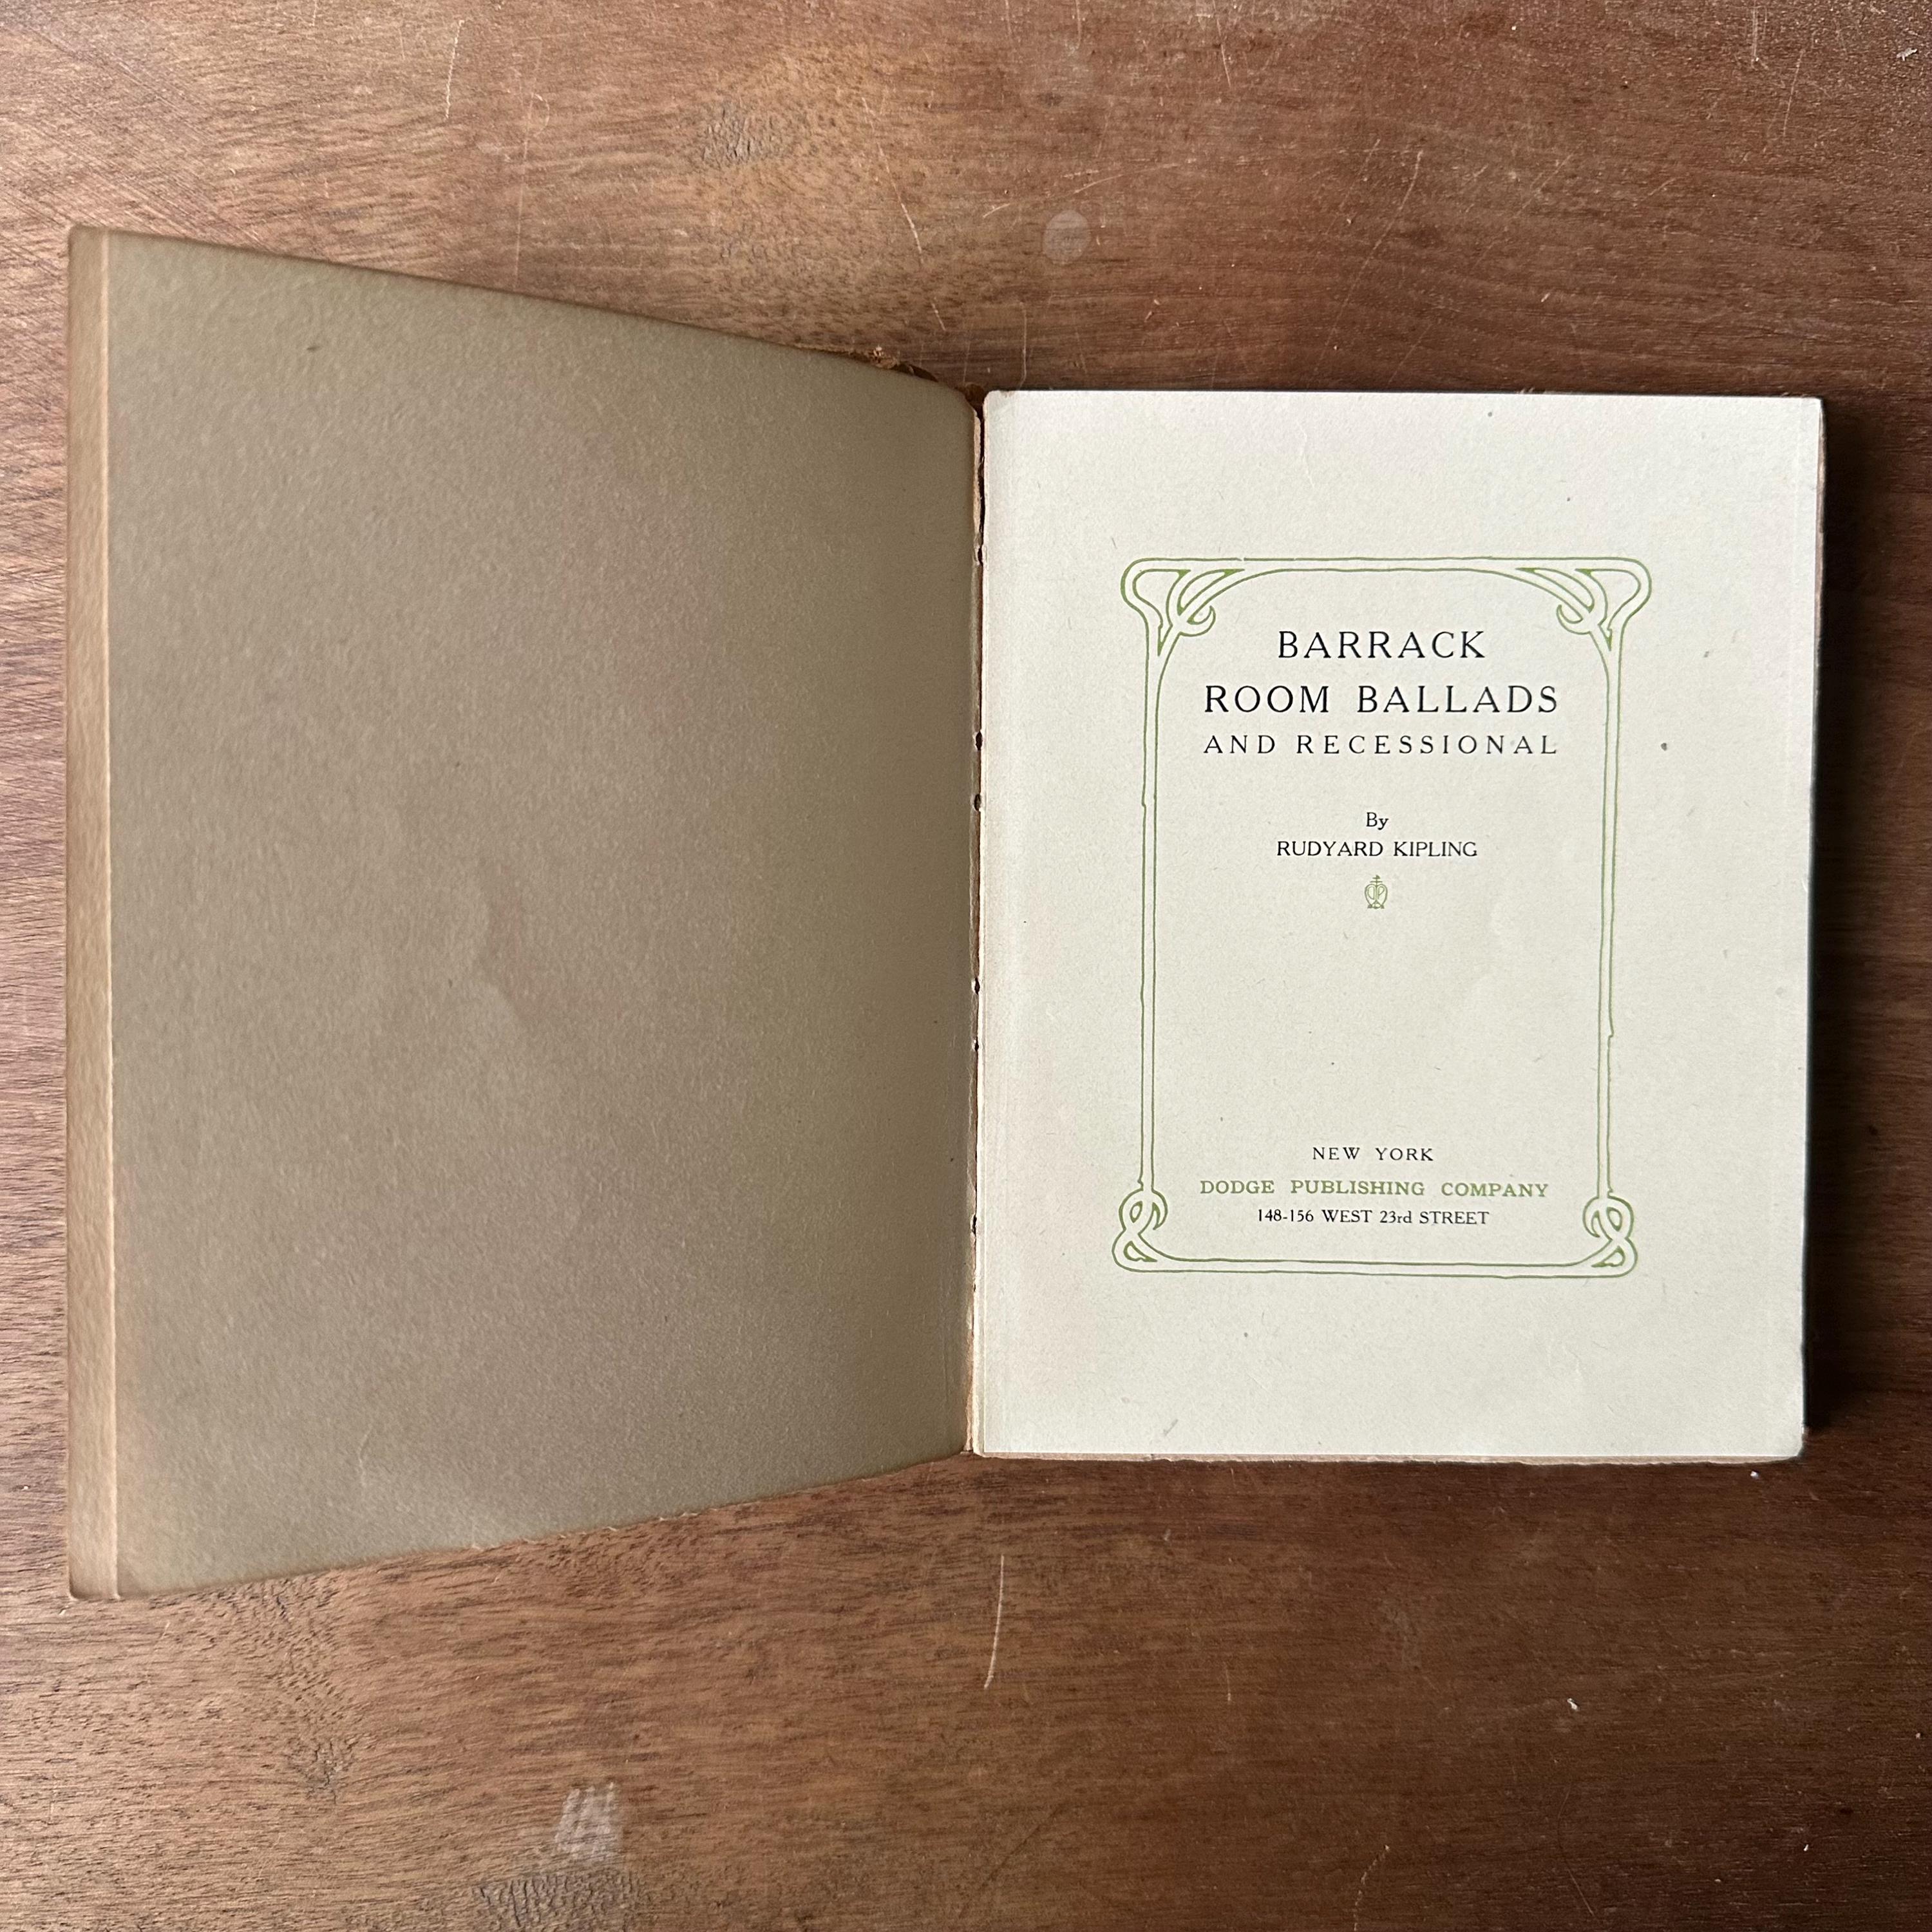 BARRACK
ROOM BALLADS
AND RECESSIONAL
By
RUDYARD KIPLING
NEW YORK
DODGE PUBLISHING COMPANY
148-156 WEST 23rd STREET